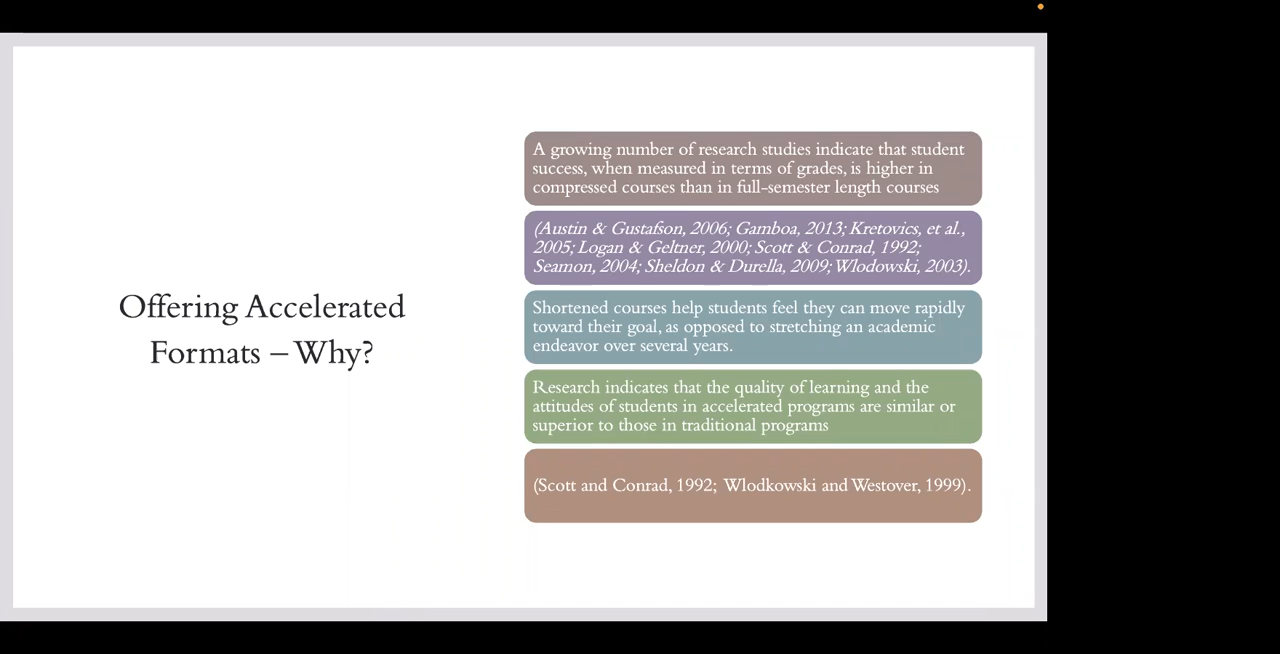 Offering Accelerated
Formats – Why?
A growing number of research studies indicate that student
success, when measured in terms of grades, is higher in
compressed courses than in full-semester length courses
(Austin & Gustafson, 2006; Gamboa, 2013; Kretovics, et al.,
2005; Logan & Geltner, 2000; Scott & Conrad, 1992;
Seamon, 2004; Sheldon & Durella, 2009; Wlodowski, 2003).
Shortened courses help students feel they can move rapidly
toward their goal, as opposed to stretching an academic
endeavor over several years.
Research indicates that the quality of learning and the
attitudes of students in accelerated programs are similar or
superior to those in traditional programs
(Scott and Conrad, 1992; Wlodkowski and Westover, 1999).